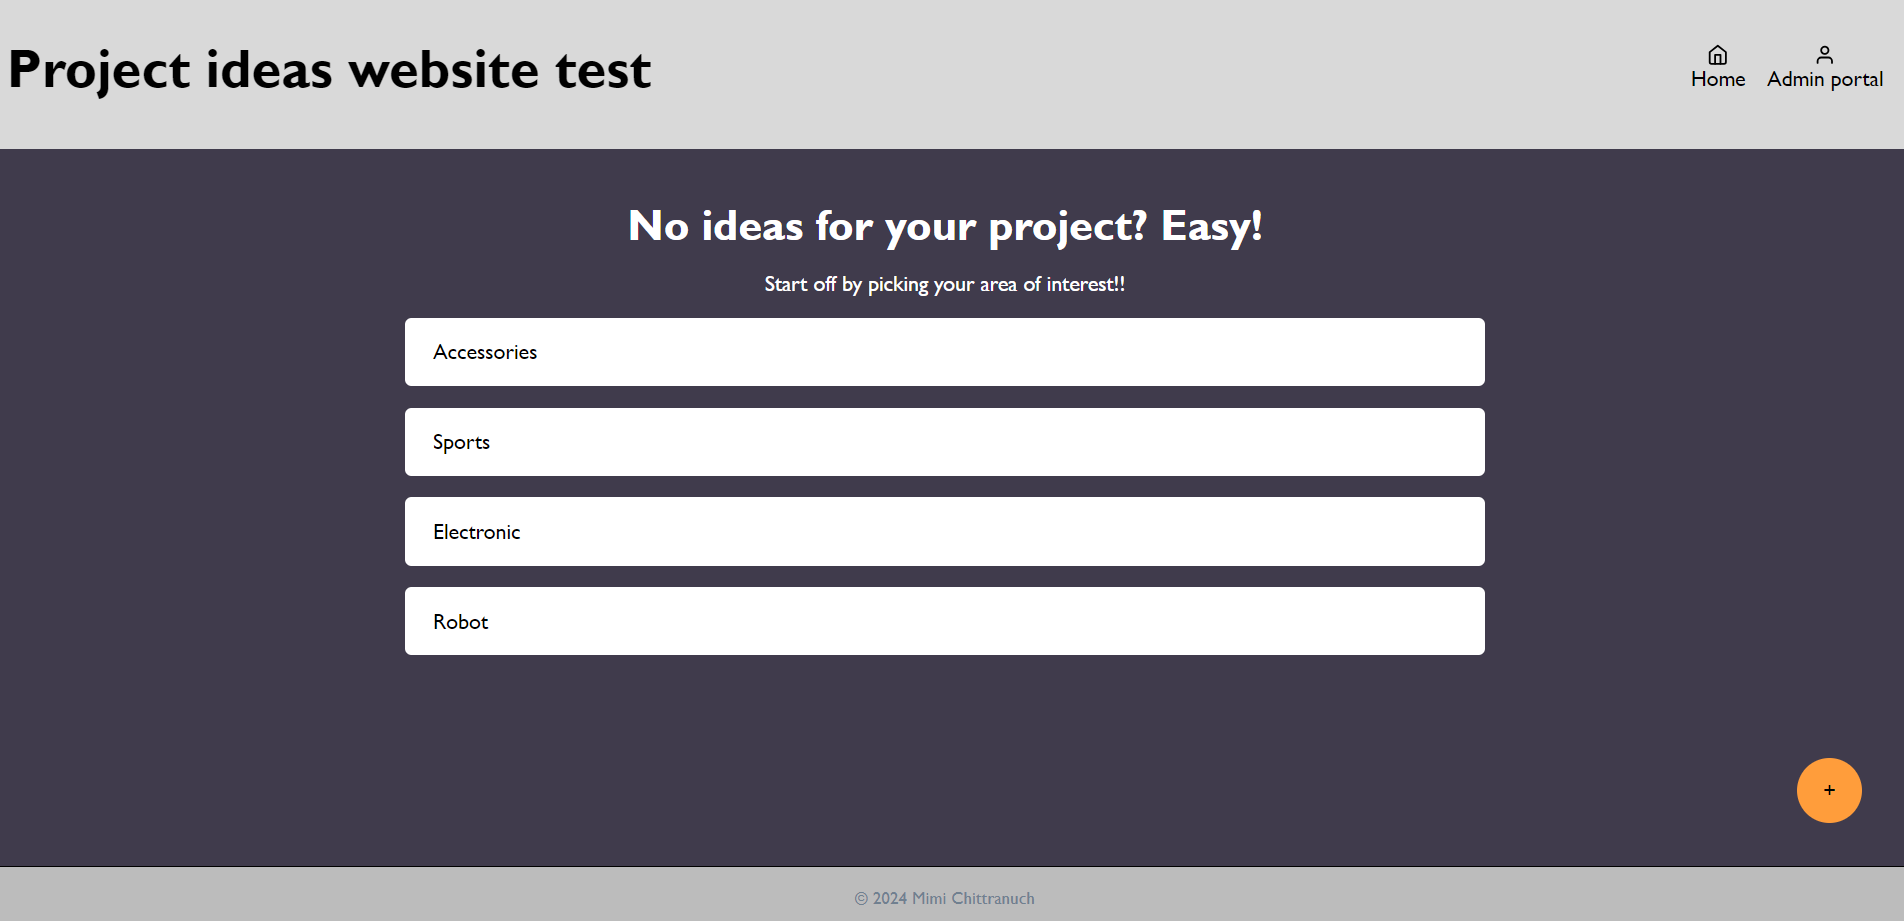 Project ideas website test
Home
Admin portal
No ideas for your project? Easy!
Start off by picking your area of interest!!
Accessories
Sports
Electronic
Robot
+
© 2024 Mimi Chittranuch